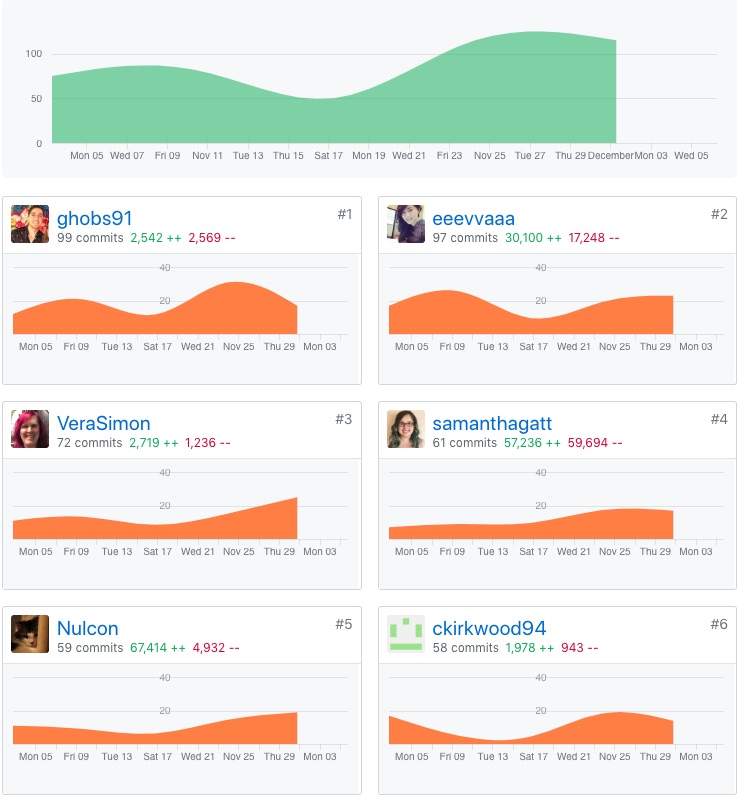 100
50
0
Mon 05 Wed 07 Fri 09 Nov 11 Tue 13 Thu 15 Sat 17 Mon 19 Wed 21 Fri 23 Nov 25 Tue 27 Thu 29 December Mon 03 Wed 05
ghobs91 #1
99 commits 2,542 ++ 2,569 --
40
20
Mon 05 Fri 09 Tue 13 Sat 17 Wed 21 Nov 25 Thu 29 Mon 03
eeevvaaa #2
97 commits 30,100 ++ 17,248 --
40
20
Mon 05 Fri 09 Tue 13 Sat 17 Wed 21 Nov 25 Thu 29 Mon 03
VeraSimon #3
72 commits 2,719 ++ 1,236 --
40
20
Mon 05 Fri 09 Tue 13 Sat 17 Wed 21 Nov 25 Thu 29 Mon 03
samanthagatt #4
61 commits 57,236 ++ 59,694 --
40
20
Mon 05 Fri 09 Tue 13 Sat 17 Wed 21 Nov 25 Thu 29 Mon 03
Nulcon #5
59 commits 67,414 ++ 4,932 --
40
20
Mon 05 Fri 09 Tue 13 Sat 17 Wed 21 Nov 25 Thu 29 Mon 03
ckirkwood94 #6
58 commits 1,978 ++ 943 --
40
20
Mon 05 Fri 09 Tue 13 Sat 17 Wed 21 Nov 25 Thu 29 Mon 03